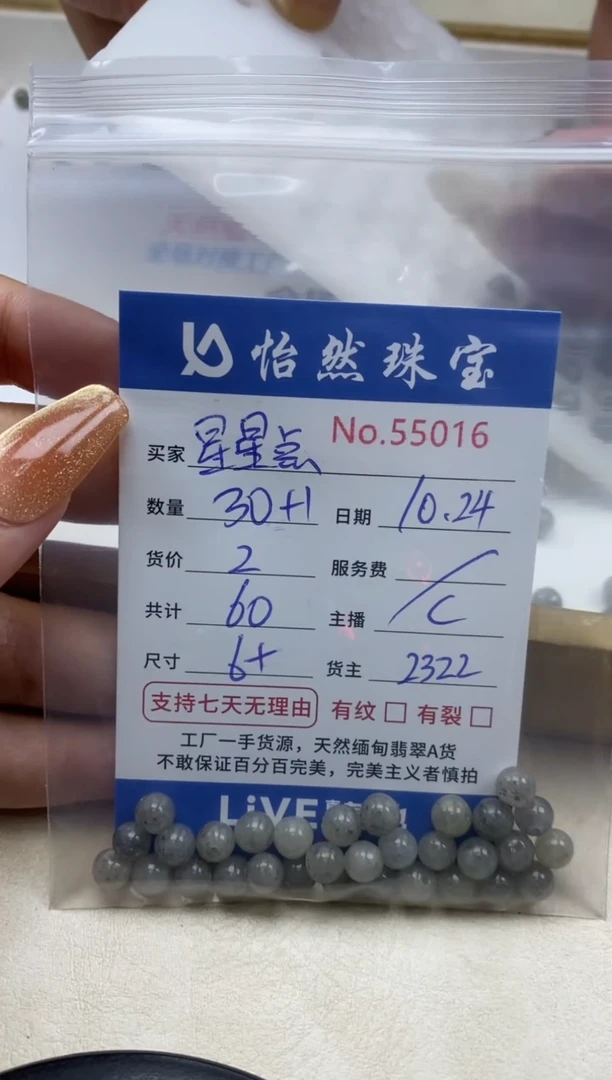 怡然珠宝
No.55016
买家 星星点
数量 30+1 日期 10.24
货价 2 服务费 /
共计 60 主播 C
尺寸 6+ 货主 2322
支持七天无理由 有纹 □ 有裂 □
工厂一手货源，天然缅甸翡翠A货
不敢保证百分百完美，完美主义者慎拍
LiVE